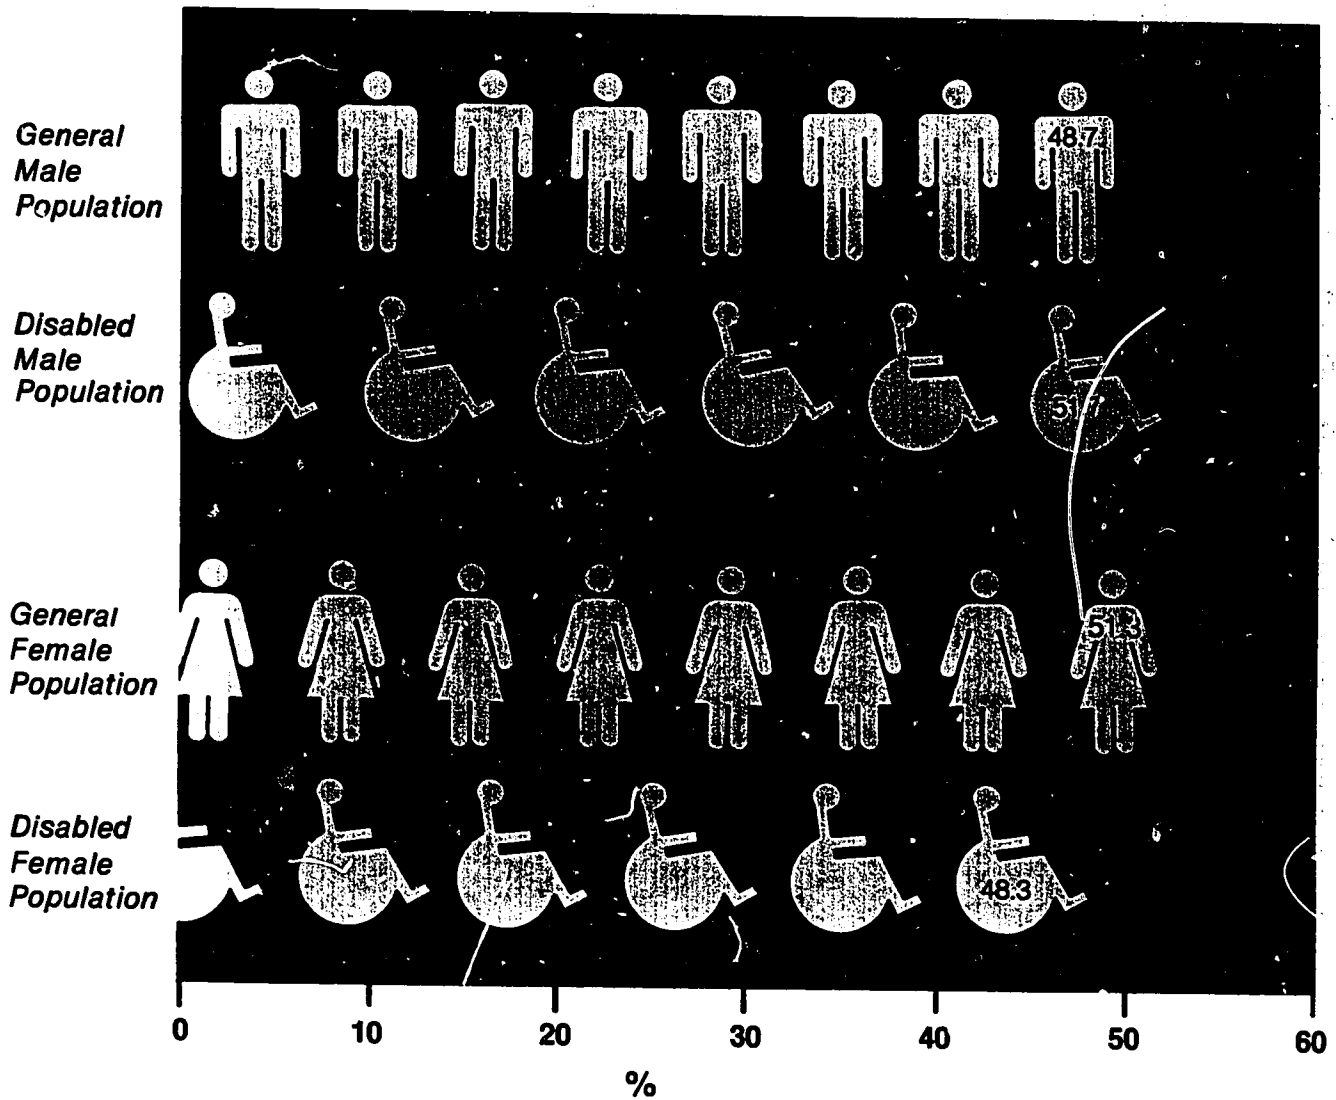 General
Male
Population
48.7
Disabled
Male
Population
51.7
General
Female
Population
51.3
Disabled
Female
Population
48.3
0 10 20 30 40 50 60
%